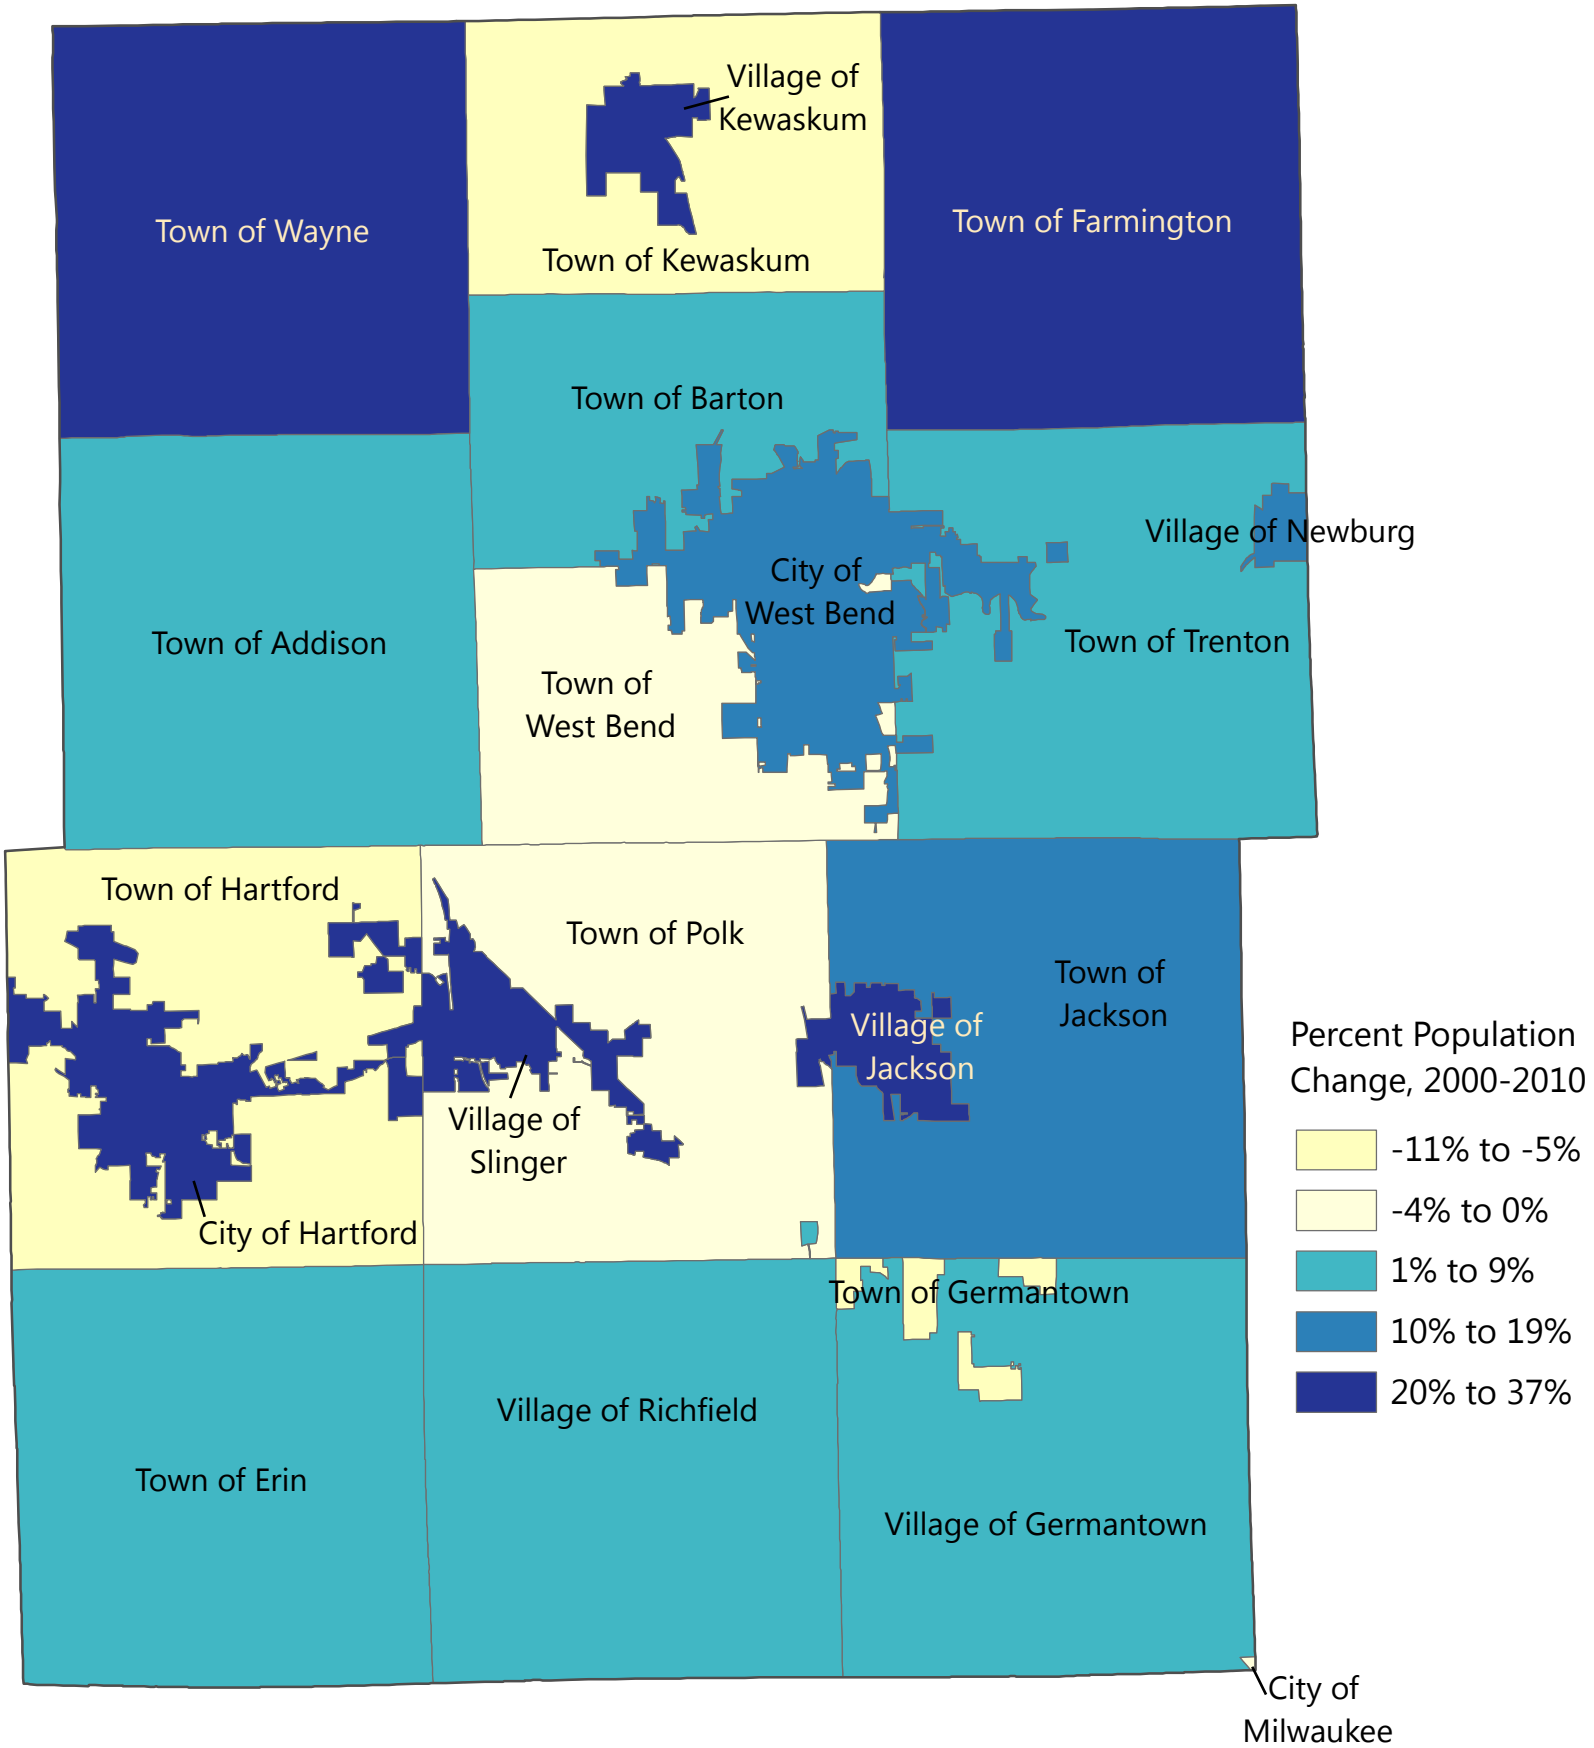 Village of
Kewaskum
Town of Wayne
Town of Farmington
Town of Kewaskum
Town of Barton
Village of Newburg
City of
West Bend
Town of Addison
Town of Trenton
Town of
West Bend
Town of Hartford
Town of Polk
Town of
Jackson
Village of
Jackson
Village of
Slinger
City of Hartford
Town of Germantown
Village of Richfield
Town of Erin
Village of Germantown
City of
Milwaukee
Percent Population
Change, 2000-2010
-11% to -5%
-4% to 0%
1% to 9%
10% to 19%
20% to 37%